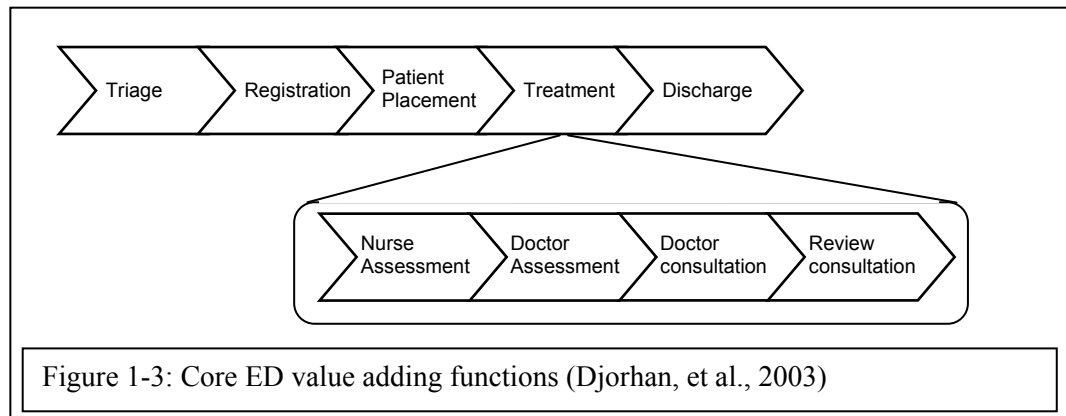 Triage
Registration
Patient
Placement
Treatment
Discharge
Nurse
Assessment
Doctor
Assessment
Doctor
consultation
Review
consultation
Figure 1-3: Core ED value adding functions (Djorhan, et al., 2003)